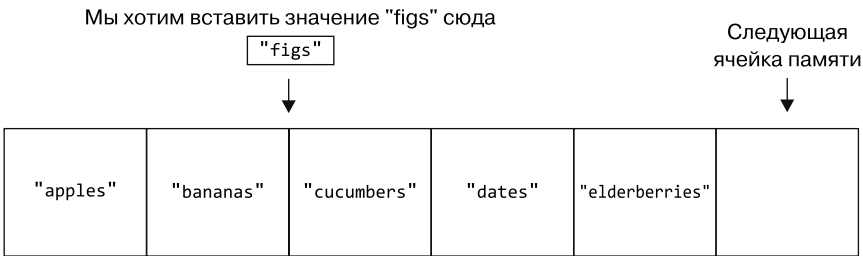 Мы хотим вставить значение "figs" сюда
"figs"
Следующая
ячейка памяти
"apples" "bananas" "cucumbers" "dates" "elderberries"